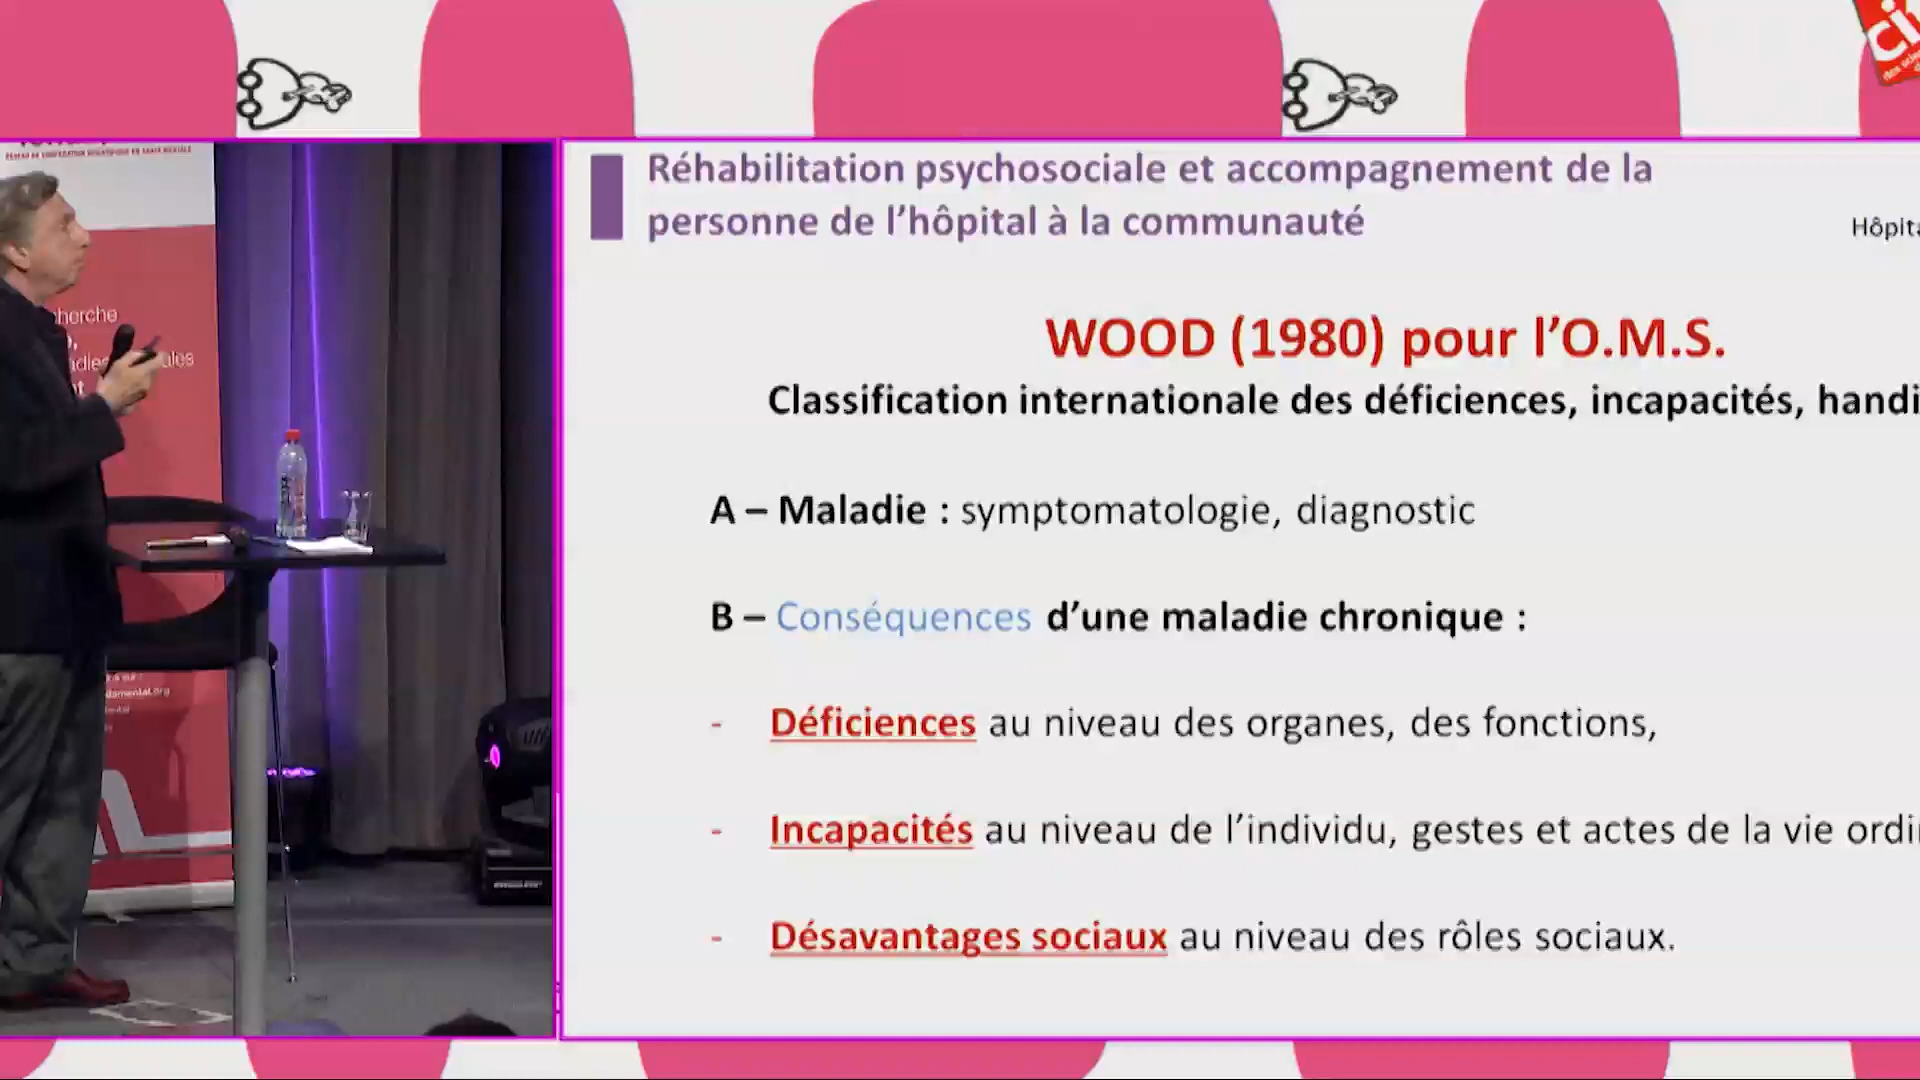 Réhabilitation psychosociale et accompagnement de la
personne de l’hôpital à la communauté
WOOD (1980) pour l’O.M.S.
Classification internationale des déficiences, incapacités,
A – Maladie : symptomatologie, diagnostic
B – Conséquences d’une maladie chronique :
- Déficiences au niveau des organes, des fonctions,
- Incapacités au niveau de l’individu, gestes et actes de la vie
- Désavantages sociaux au niveau des rôles sociaux.